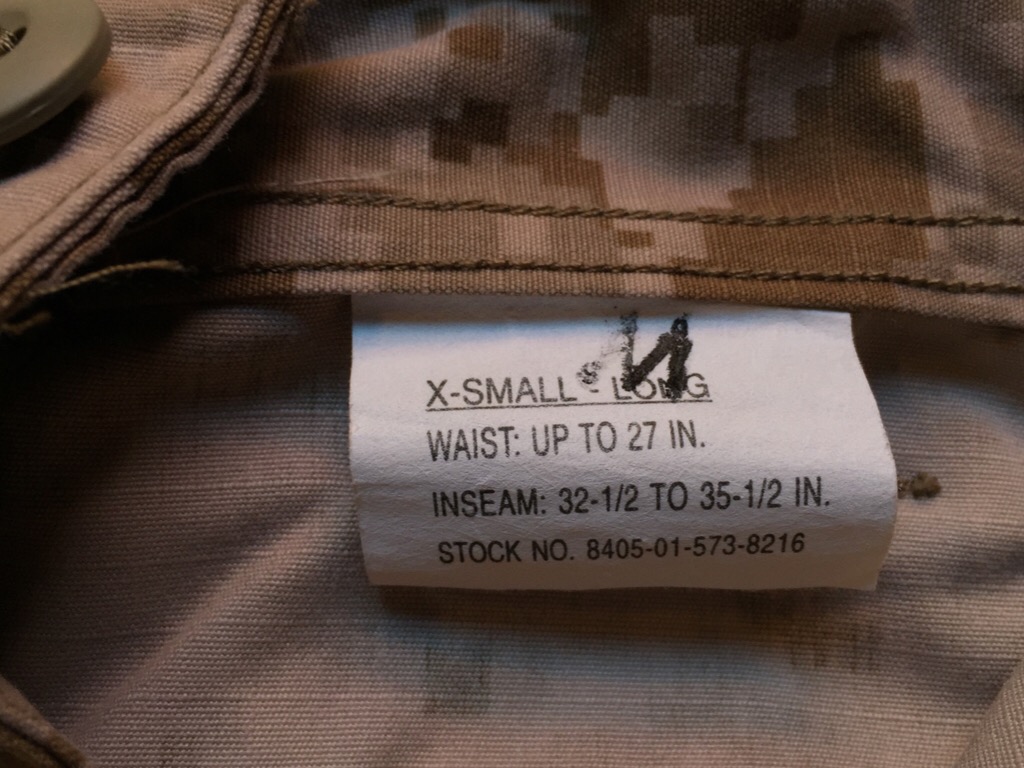 N
X-SMALL - LONG
WAIST: UP TO 27 IN.
INSEAM: 32-1/2 TO 35-1/2 IN.
STOCK NO. 8405-01-573-8216